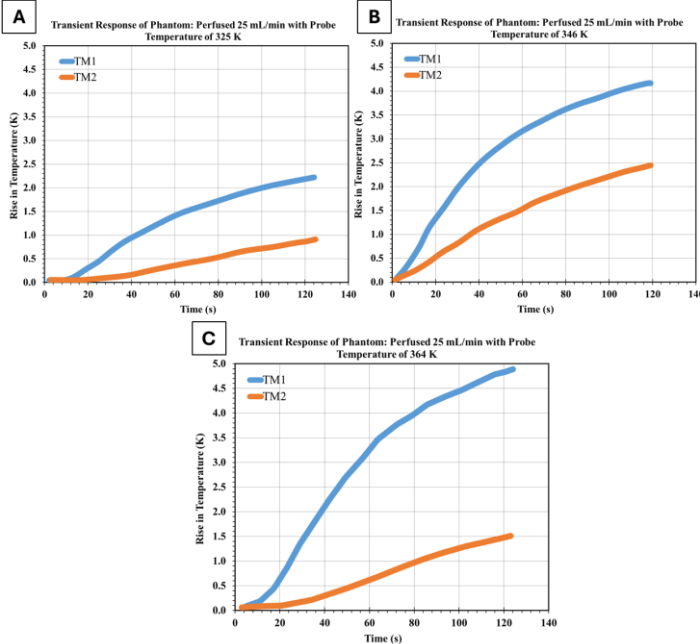 A
Transient Response of Phantom: Perfused 25 mL/min with Probe
Temperature of 325 K
5.0
4.5
4.0
3.5
3.0
2.5
2.0
1.5
1.0
0.5
0.0
Rise in Temperature (K)
TM1
TM2
0 20 40 60 80 100 120 140
Time (s)
B
Transient Response of Phantom: Perfused 25 mL/min with Probe
Temperature of 346 K
5.0
4.5
4.0
3.5
3.0
2.5
2.0
1.5
1.0
0.5
0.0
Rise in Temperature (K)
TM1
TM2
0 20 40 60 80 100 120 140
Time (s)
C
Transient Response of Phantom: Perfused 25 mL/min with Probe
Temperature of 364 K
5.0
4.5
4.0
3.5
3.0
2.5
2.0
1.5
1.0
0.5
0.0
Rise in Temperature (K)
TM1
TM2
0 20 40 60 80 100 120 140
Time (s)